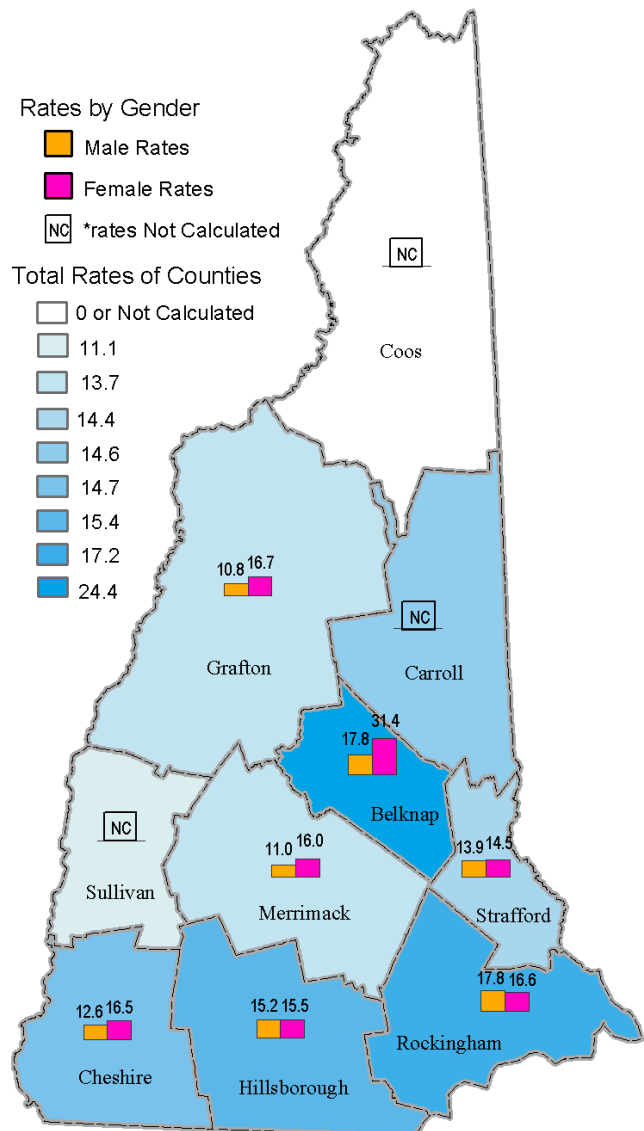 Rates by Gender
Male Rates
Female Rates
NC *rates Not Calculated
Total Rates of Counties
0 or Not Calculated
11.1
13.7
14.4
14.6
14.7
15.4
17.2
24.4
NC
Coos
10.8 16.7
Grafton
NC
Carroll
17.8 31.4
Belknap
NC
Sullivan
11.0 16.0
Merrimack
13.9 14.5
Strafford
12.6 16.5
Cheshire
15.2 15.5
Hillsborough
17.8 16.6
Rockingham